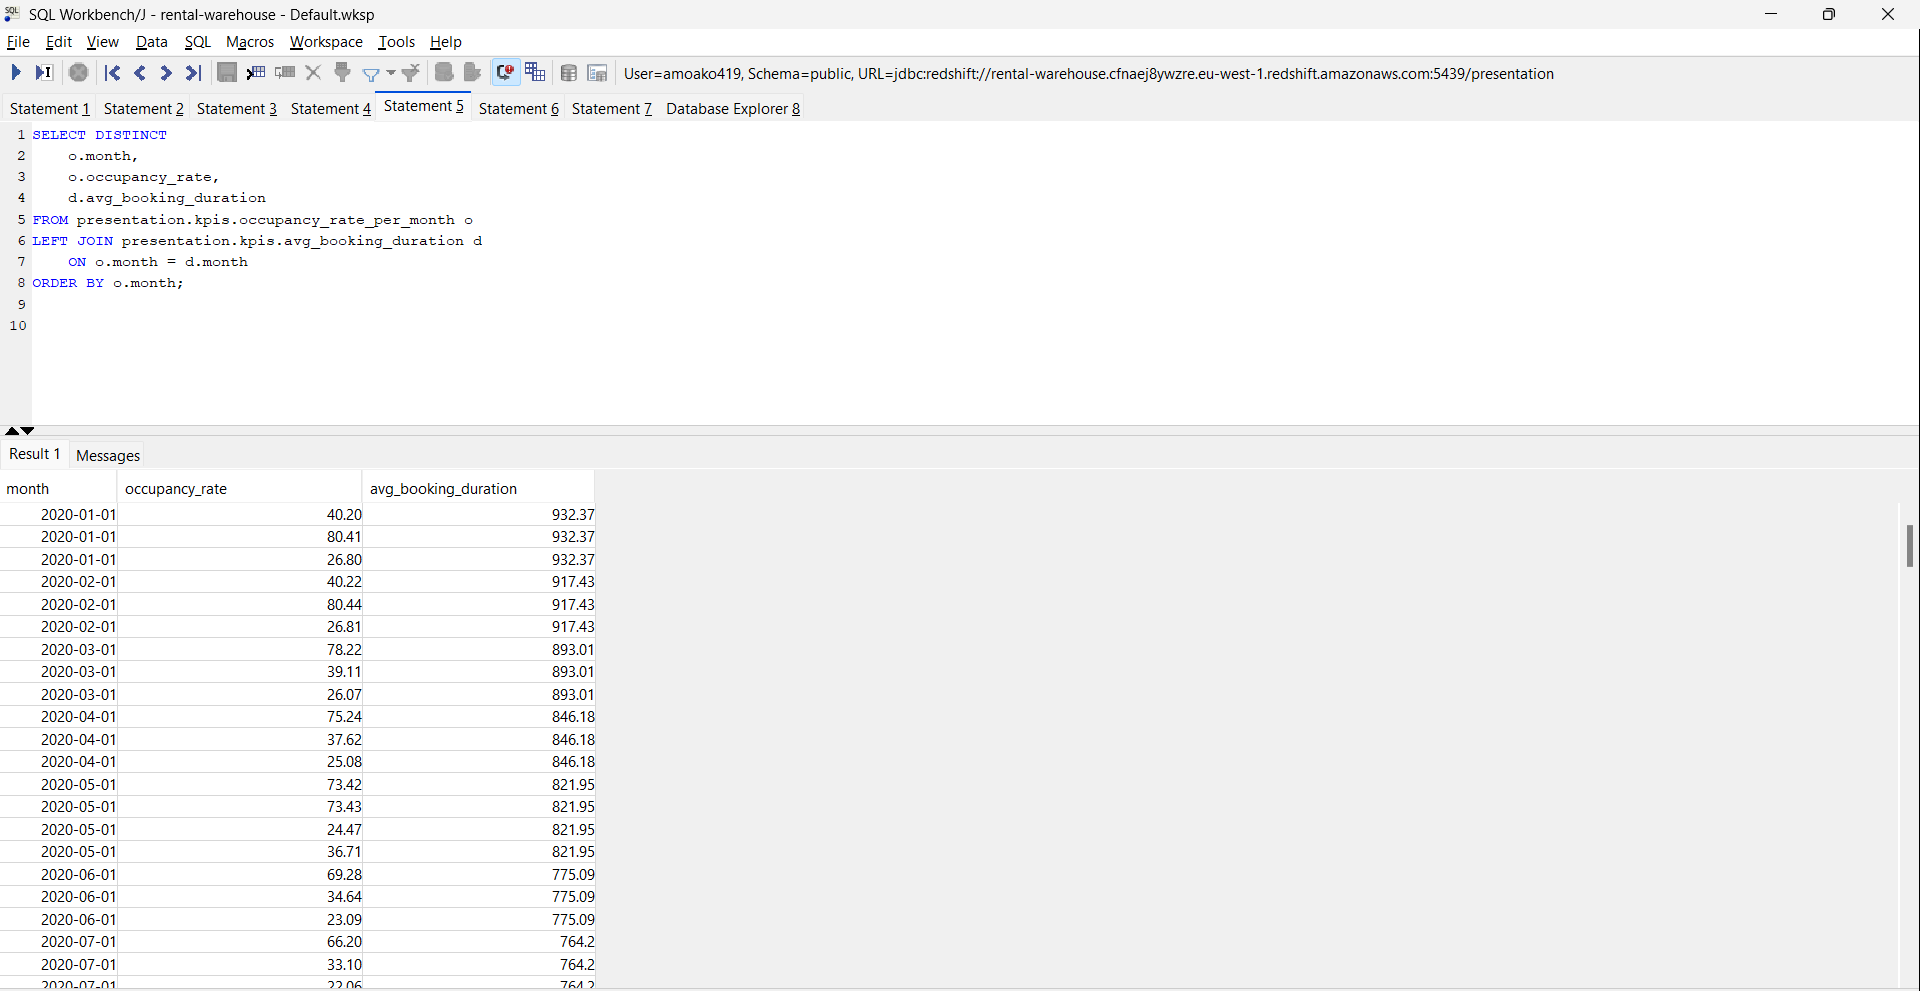 SQL Workbench/J - rental-warehouse - Default.wksp
File Edit View Data SQL Macros Workspace Tools Help
User=amoako419, Schema=public, URL=jdbc:redshift://rental-warehouse.cfnaej8ywzre.eu-west-1.redshift.amazonaws.com:5439/presentation
Statement 1 Statement 2 Statement 3 Statement 4 Statement 5 Statement 6 Statement 7 Database Explorer 8
1 SELECT DISTINCT
2 o.month,
3 o.occupancy_rate,
4 d.avg_booking_duration
5 FROM presentation.kpis.occupancy_rate_per_month o
6 LEFT JOIN presentation.kpis.avg_booking_duration d
7 ON o.month = d.month
8 ORDER BY o.month;
9
10
Result 1 Messages
month occupancy_rate avg_booking_duration
2020-01-01 40.20 932.37
2020-01-01 80.41 932.37
2020-01-01 26.80 932.37
2020-02-01 40.22 917.43
2020-02-01 80.44 917.43
2020-02-01 26.81 917.43
2020-03-01 78.22 893.01
2020-03-01 39.11 893.01
2020-03-01 26.07 893.01
2020-04-01 75.24 846.18
2020-04-01 37.62 846.18
2020-04-01 25.08 846.18
2020-05-01 73.42 821.95
2020-05-01 73.43 821.95
2020-05-01 24.47 821.95
2020-05-01 36.71 821.95
2020-06-01 69.28 775.09
2020-06-01 34.64 775.09
2020-06-01 23.09 775.09
2020-07-01 66.20 764.2
2020-07-01 33.10 764.2
2020-07-01 22.06 764.2